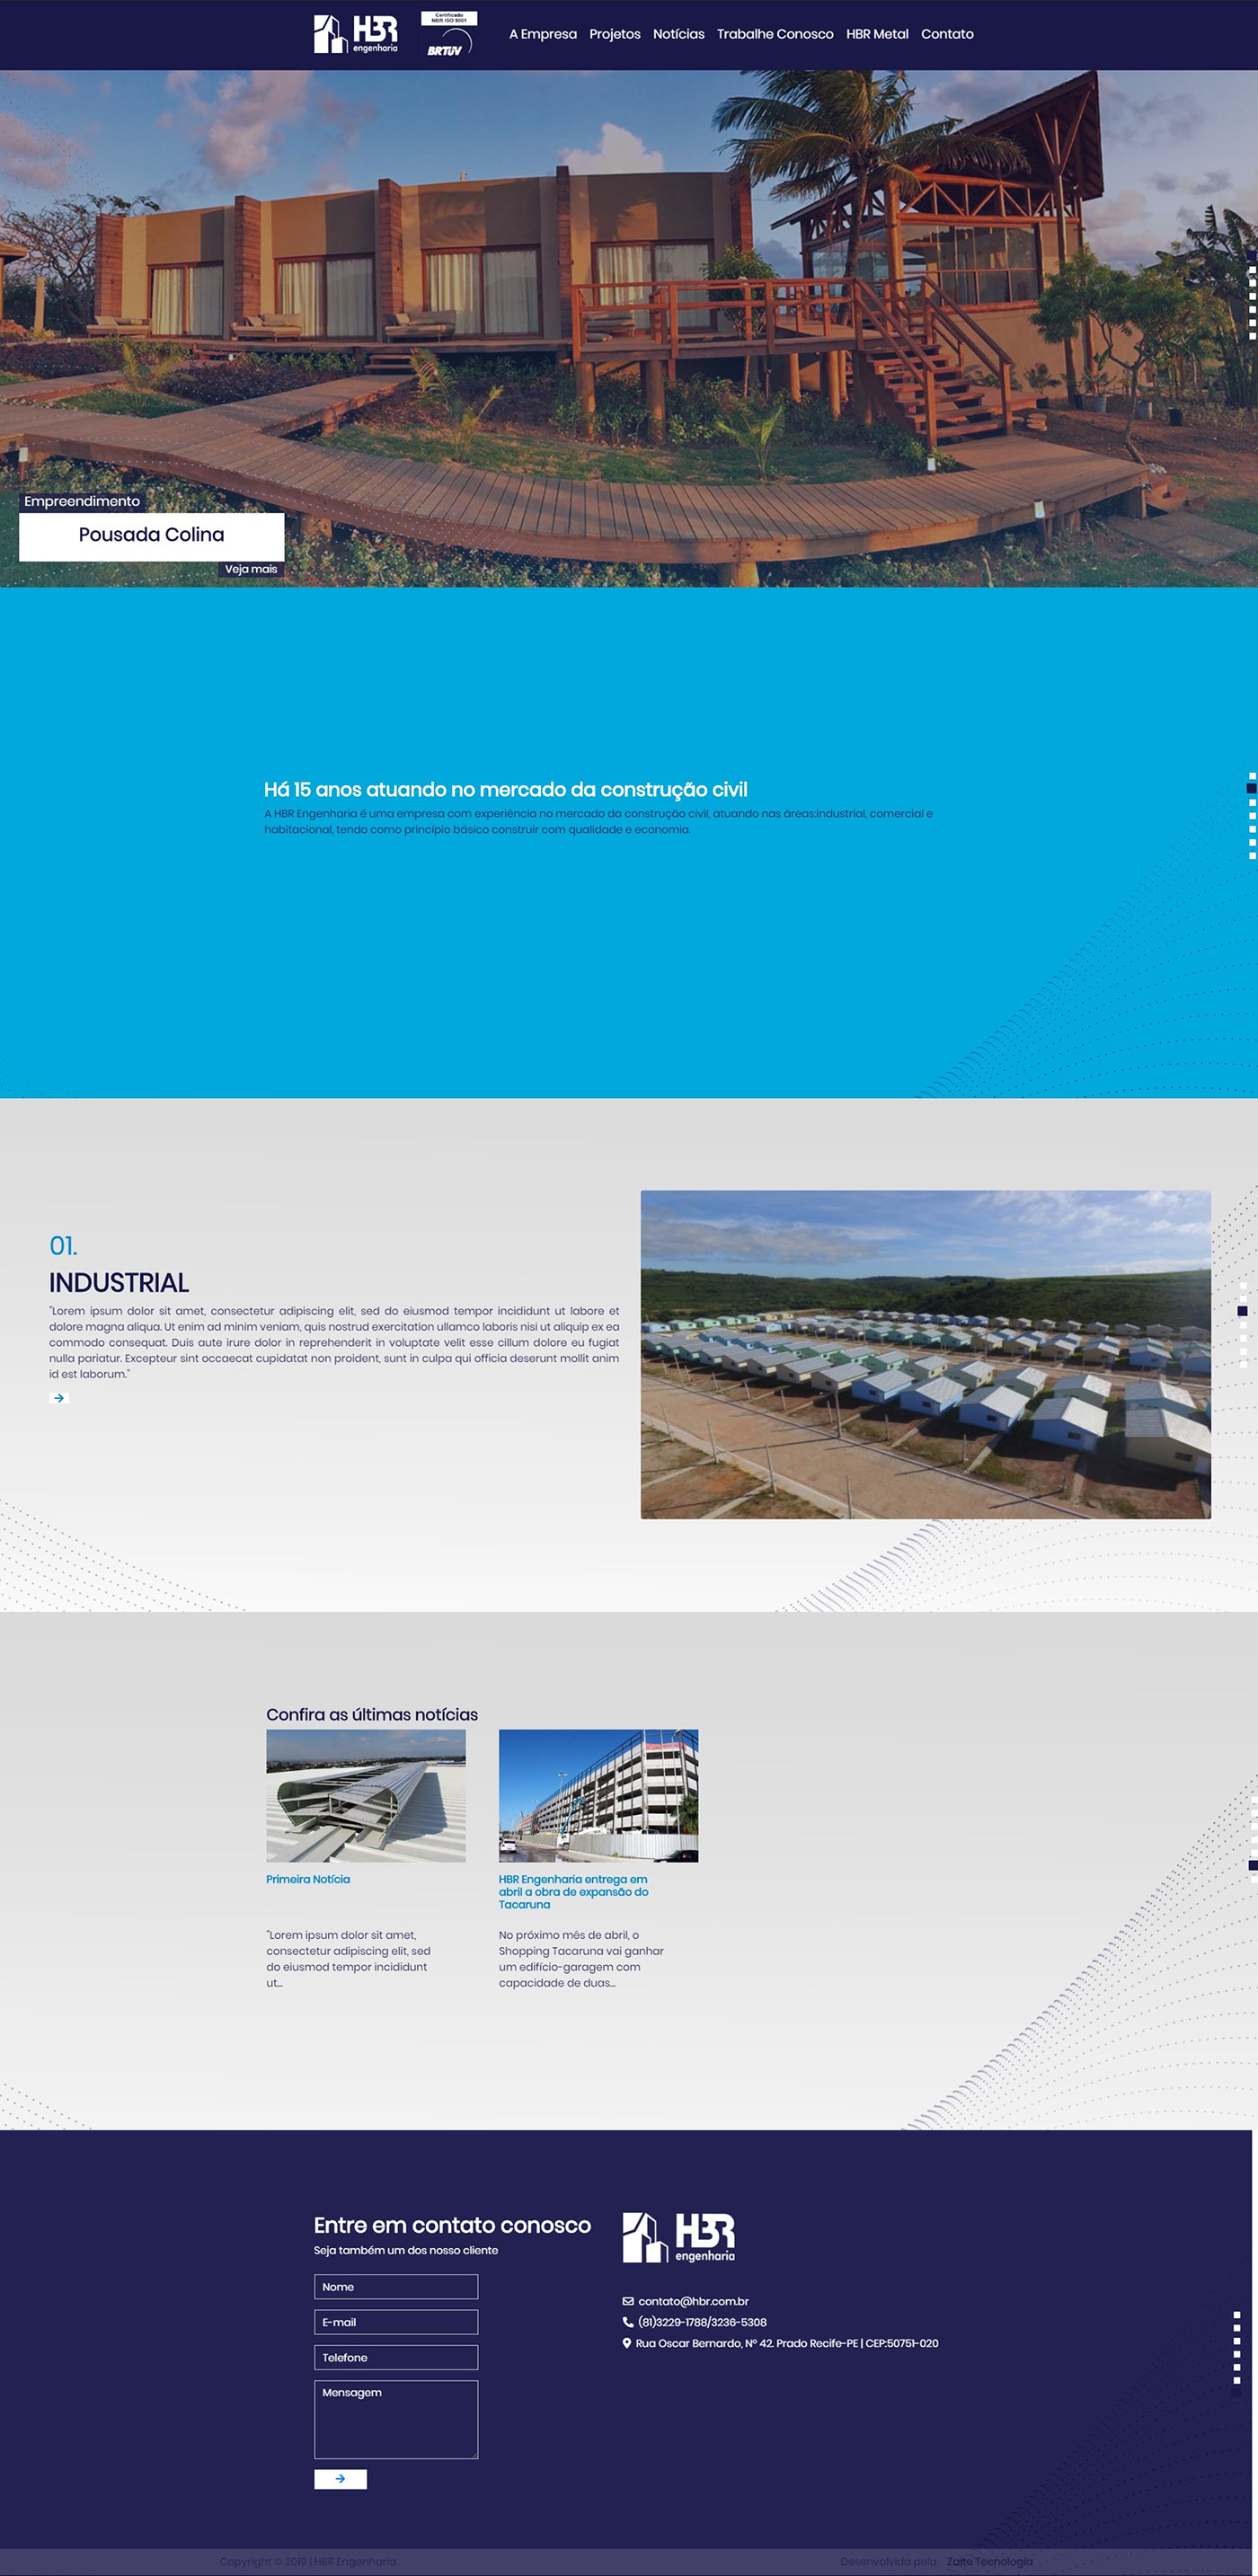 HBR
engenharia
Certificado
NBR ISO 9001
BRTÜV
A Empresa Projetos Notícias Trabalhe Conosco HBR Metal Contato
Empreendimento
Pousada Colina
Veja mais
Há 15 anos atuando no mercado da construção civil
A HBR Engenharia é uma empresa com experiência no mercado da construção civil, atuando nas áreas:industrial, comercial e
habitacional, tendo como princípio básico construir com qualidade e economia.
01.
INDUSTRIAL
"Lorem ipsum dolor sit amet, consectetur adipiscing elit, sed do eiusmod tempor incididunt ut labore et
dolore magna aliqua. Ut enim ad minim veniam, quis nostrud exercitation ullamco laboris nisi ut aliquip ex ea
commodo consequat. Duis aute irure dolor in reprehenderit in voluptate velit esse cillum dolore eu fugiat
nulla pariatur. Excepteur sint occaecat cupidatat non proident, sunt in culpa qui officia deserunt mollit anim
id est laborum."
Confira as últimas notícias
Primeira Notícia
"Lorem ipsum dolor sit amet,
consectetur adipiscing elit, sed
do eiusmod tempor incididunt
ut...
HBR Engenharia entrega em
abril a obra de expansão do
Tacaruna
No próximo mês de abril, o
Shopping Tacaruna vai ganhar
um edifício-garagem com
capacidade de duas...
Entre em contato conosco
Seja também um dos nosso cliente
Nome
E-mail
Telefone
Mensagem
HBR
engenharia
contato@hbr.com.br
(81)3229-1788/3236-5308
Rua Oscar Bernardo, Nº 42. Prado Recife-PE | CEP:50751-020
Copyright © 2019 | HBR Engenharia
Desenvolvido pela Zarte Tecnologia